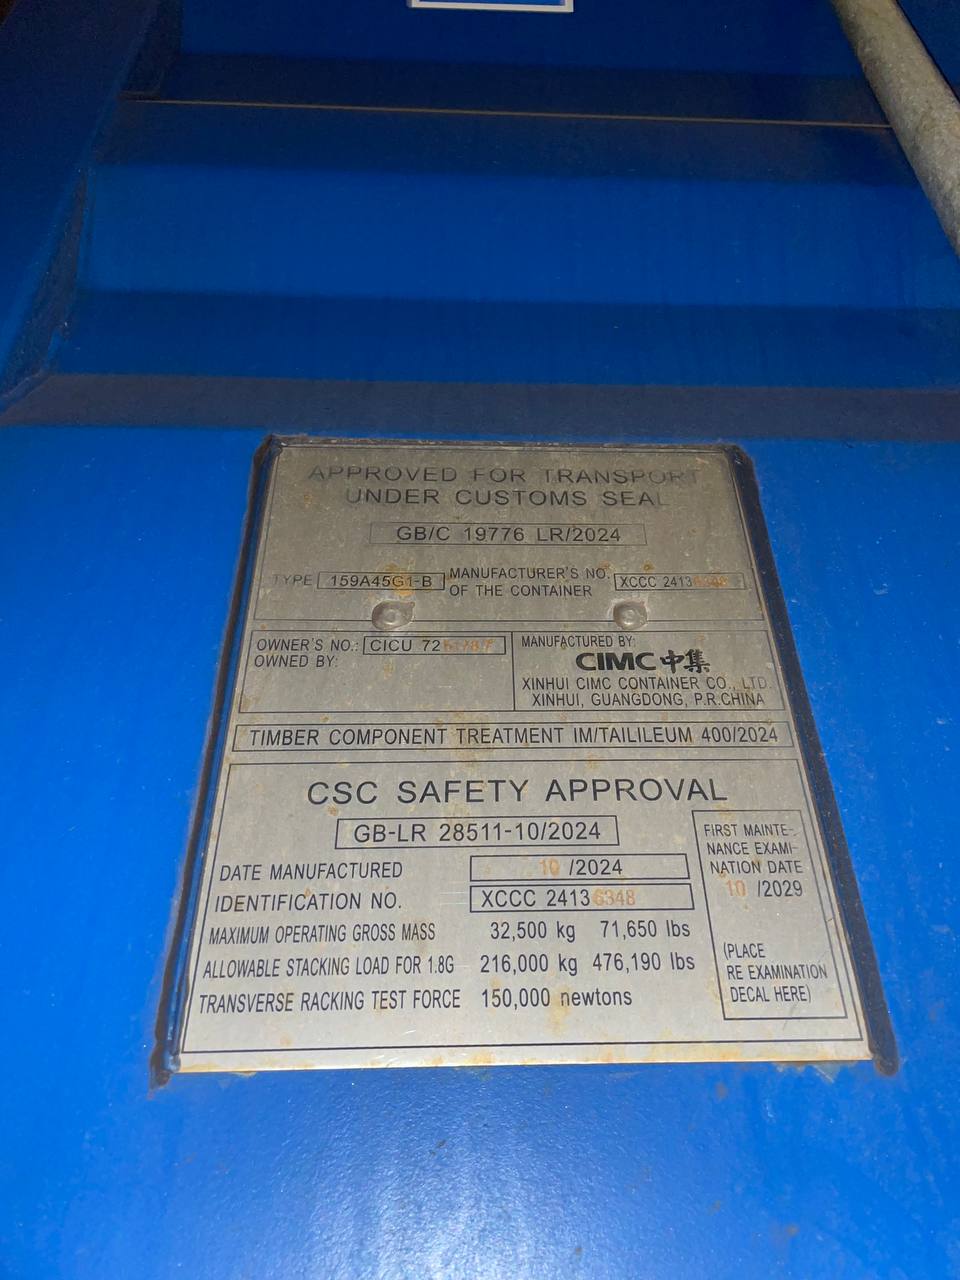 APPROVED FOR TRANSPORT
UNDER CUSTOMS SEAL
GB/C 19776 LR/2024
TYPE 159A45G1-B MANUFACTURER'S NO. OF THE CONTAINER XCCC 2413 6348
OWNER'S NO.: CICU 72
OWNED BY:
MANUFACTURED BY:
CIMC 中集
XINHUI CIMC CONTAINER CO., LTD.
XINHUI, GUANGDONG, P.R.CHINA
TIMBER COMPONENT TREATMENT IM/TAILILEUM 400/2024
CSC SAFETY APPROVAL
GB-LR 28511-10/2024
DATE MANUFACTURED 10 /2024
IDENTIFICATION NO. XCCC 2413 6348
MAXIMUM OPERATING GROSS MASS 32,500 kg 71,650 lbs
ALLOWABLE STACKING LOAD FOR 1.8G 216,000 kg 476,190 lbs
TRANSVERSE RACKING TEST FORCE 150,000 newtons
FIRST MAINTE-
NANCE EXAMI-
NATION DATE
10 /2029
(PLACE
RE EXAMINATION
DECAL HERE)